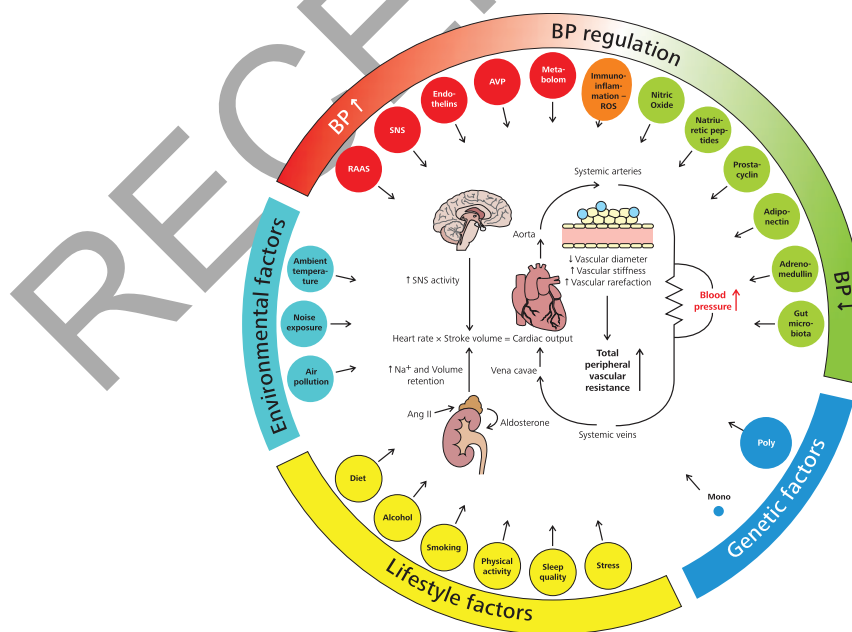 RECE
BP regulation
BP ↑
BP ↓
RAAS
SNS
Endo-
thelins
AVP
Meta-
bolom
Immuno-
inflam-
mation –
ROS
Nitric
Oxide
Natriu-
retic pep-
tides
Prosta-
cyclin
Adipo-
nectin
Adreno-
medullin
Gut
micro-
biota
Environmental factors
Ambient
tempera-
ture
Noise
exposure
Air
pollution
Systemic arteries
Aorta
↓ Vascular diameter
↑ Vascular stiffness
↑ Vascular rarefaction
↑ SNS activity
Blood
pressure ↑
Heart rate × Stroke volume = Cardiac output
↑ Na+ and Volume
retention
Vena cavae
Total
peripheral
vascular
resistance
Ang II
Aldosterone
Systemic veins
Poly
Mono
Genetic factors
Diet
Alcohol
Smoking
Physical
activity
Sleep
quality
Stress
Lifestyle factors